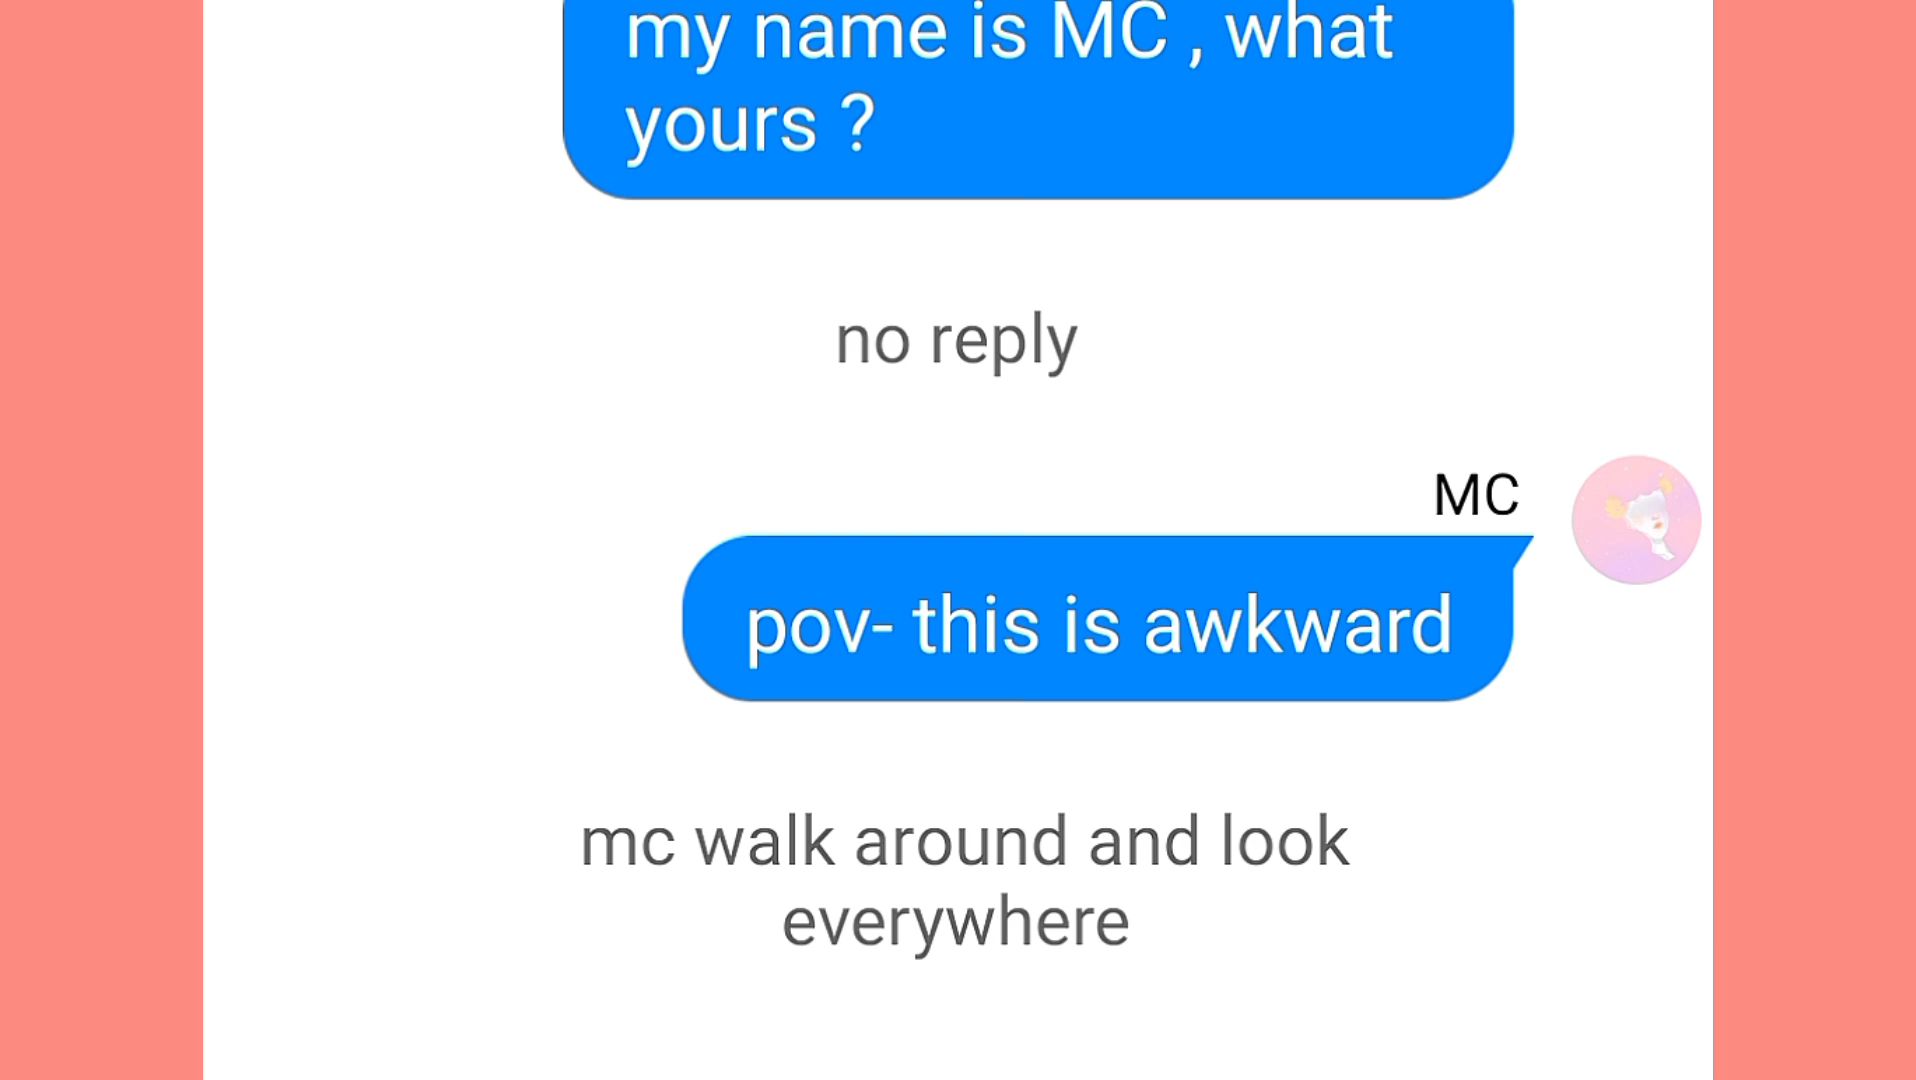 my name is MC , what
yours ?
no reply
MC
pov- this is awkward
mc walk around and look
everywhere